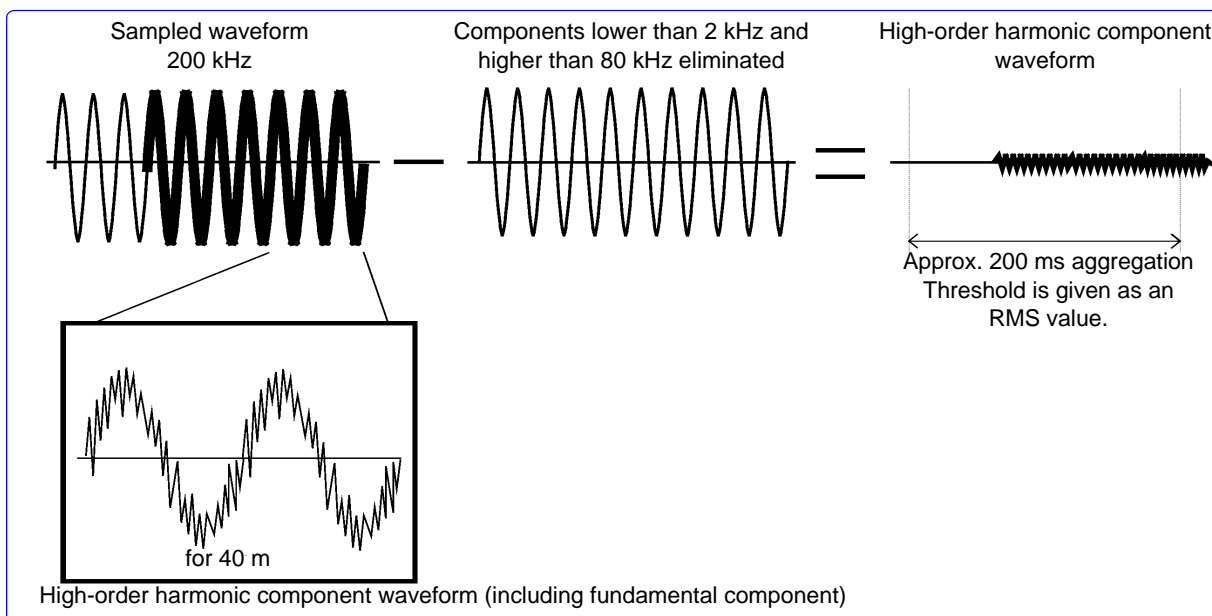 Sampled waveform
200 kHz
Components lower than 2 kHz and
higher than 80 kHz eliminated
High-order harmonic component
waveform
Approx. 200 ms aggregation
Threshold is given as an
RMS value.
for 40 m
High-order harmonic component waveform (including fundamental component)